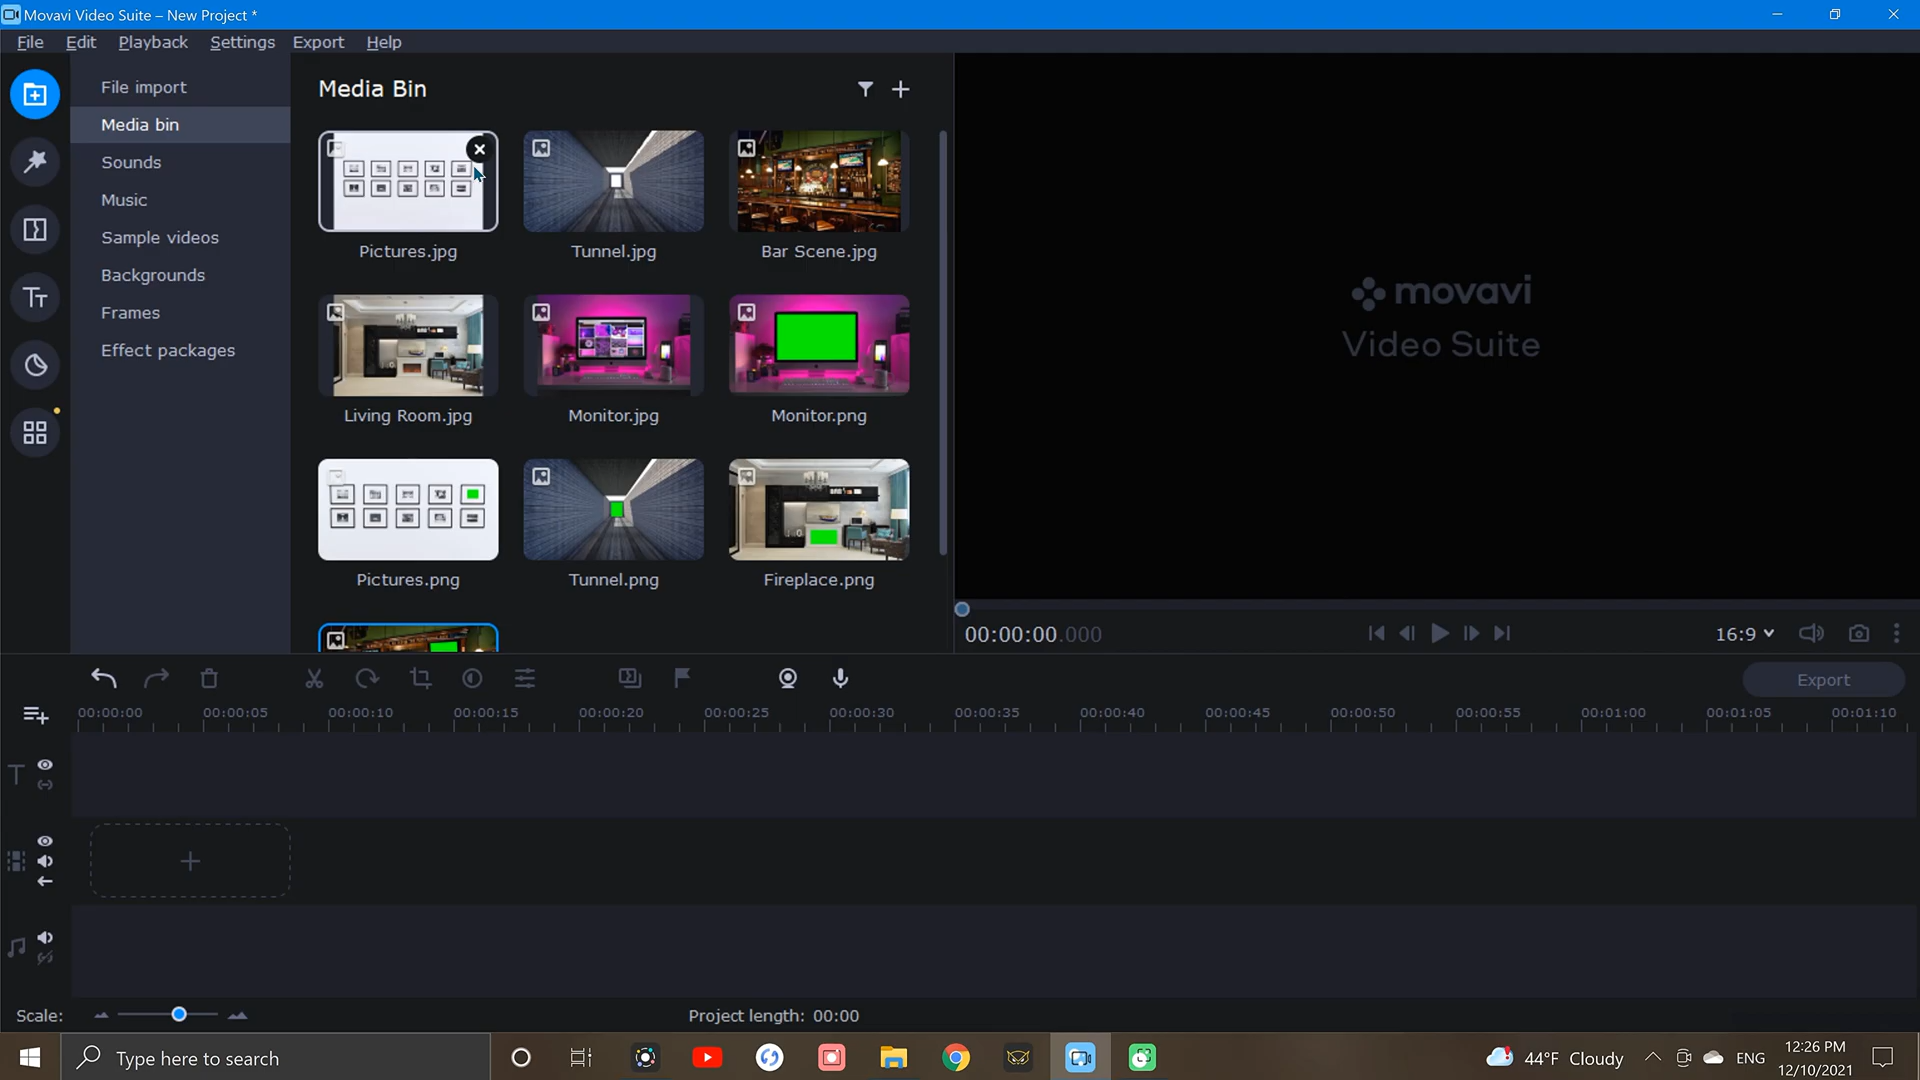 Movavi Video Suite – New Project *
File Edit Playback Settings Export Help
File import
Media bin
Sounds
Music
Sample videos
Backgrounds
Frames
Effect packages
Media Bin
Pictures.jpg Tunnel.jpg Bar Scene.jpg
Living Room.jpg Monitor.jpg Monitor.png
Pictures.png Tunnel.png Fireplace.png
movavi
Video Suite
00:00:00.000
16:9
Export
00:00:00 00:00:05 00:00:10 00:00:15 00:00:20 00:00:25 00:00:30 00:00:35 00:00:40 00:00:45 00:00:50 00:00:55 00:01:00 00:01:05 00:01:10
Scale:
Project length: 00:00
Type here to search
44°F Cloudy
ENG
12:26 PM
12/10/2021